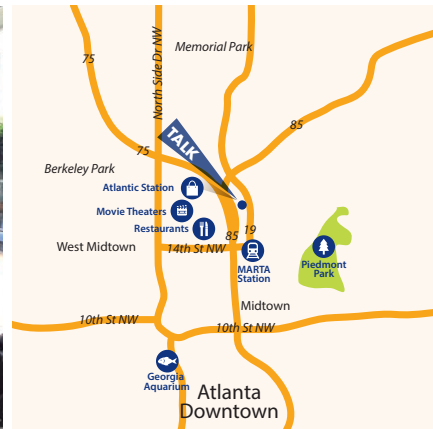 North Side Dr NW
Memorial Park
75
85
75
TALK
Berkeley Park
Atlantic Station
Movie Theaters
Restaurants
85
19
West Midtown
14th St NW
MARTA
Station
Piedmont
Park
Midtown
10th St NW
10th St NW
Georgia
Aquarium
Atlanta
Downtown